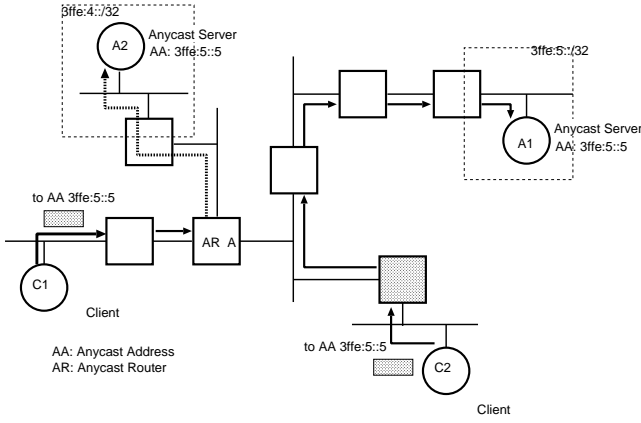 3ffe:4::/32
A2
Anycast Server
AA: 3ffe:5::5
3ffe:5::/32
A1
Anycast Server
AA: 3ffe:5::5
to AA 3ffe:5::5
AR A
C1
Client
to AA 3ffe:5::5
C2
Client
AA: Anycast Address
AR: Anycast Router